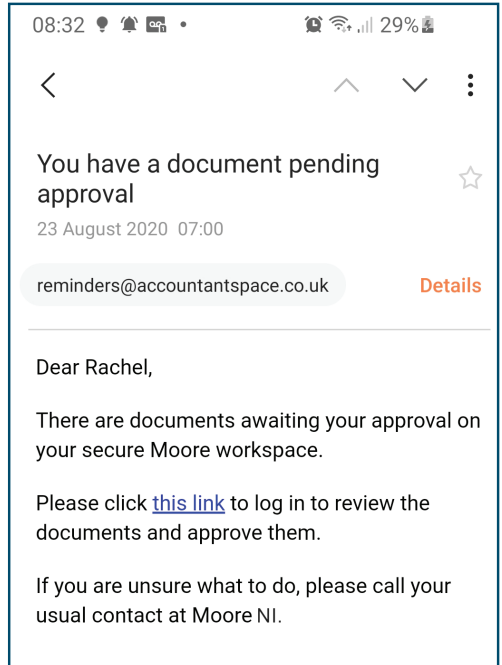 08:32 29%
You have a document pending
approval
23 August 2020 07:00
reminders@accountantspace.co.uk Details
Dear Rachel,
There are documents awaiting your approval on
your secure Moore workspace.
Please click this link to log in to review the
documents and approve them.
If you are unsure what to do, please call your
usual contact at Moore NI.